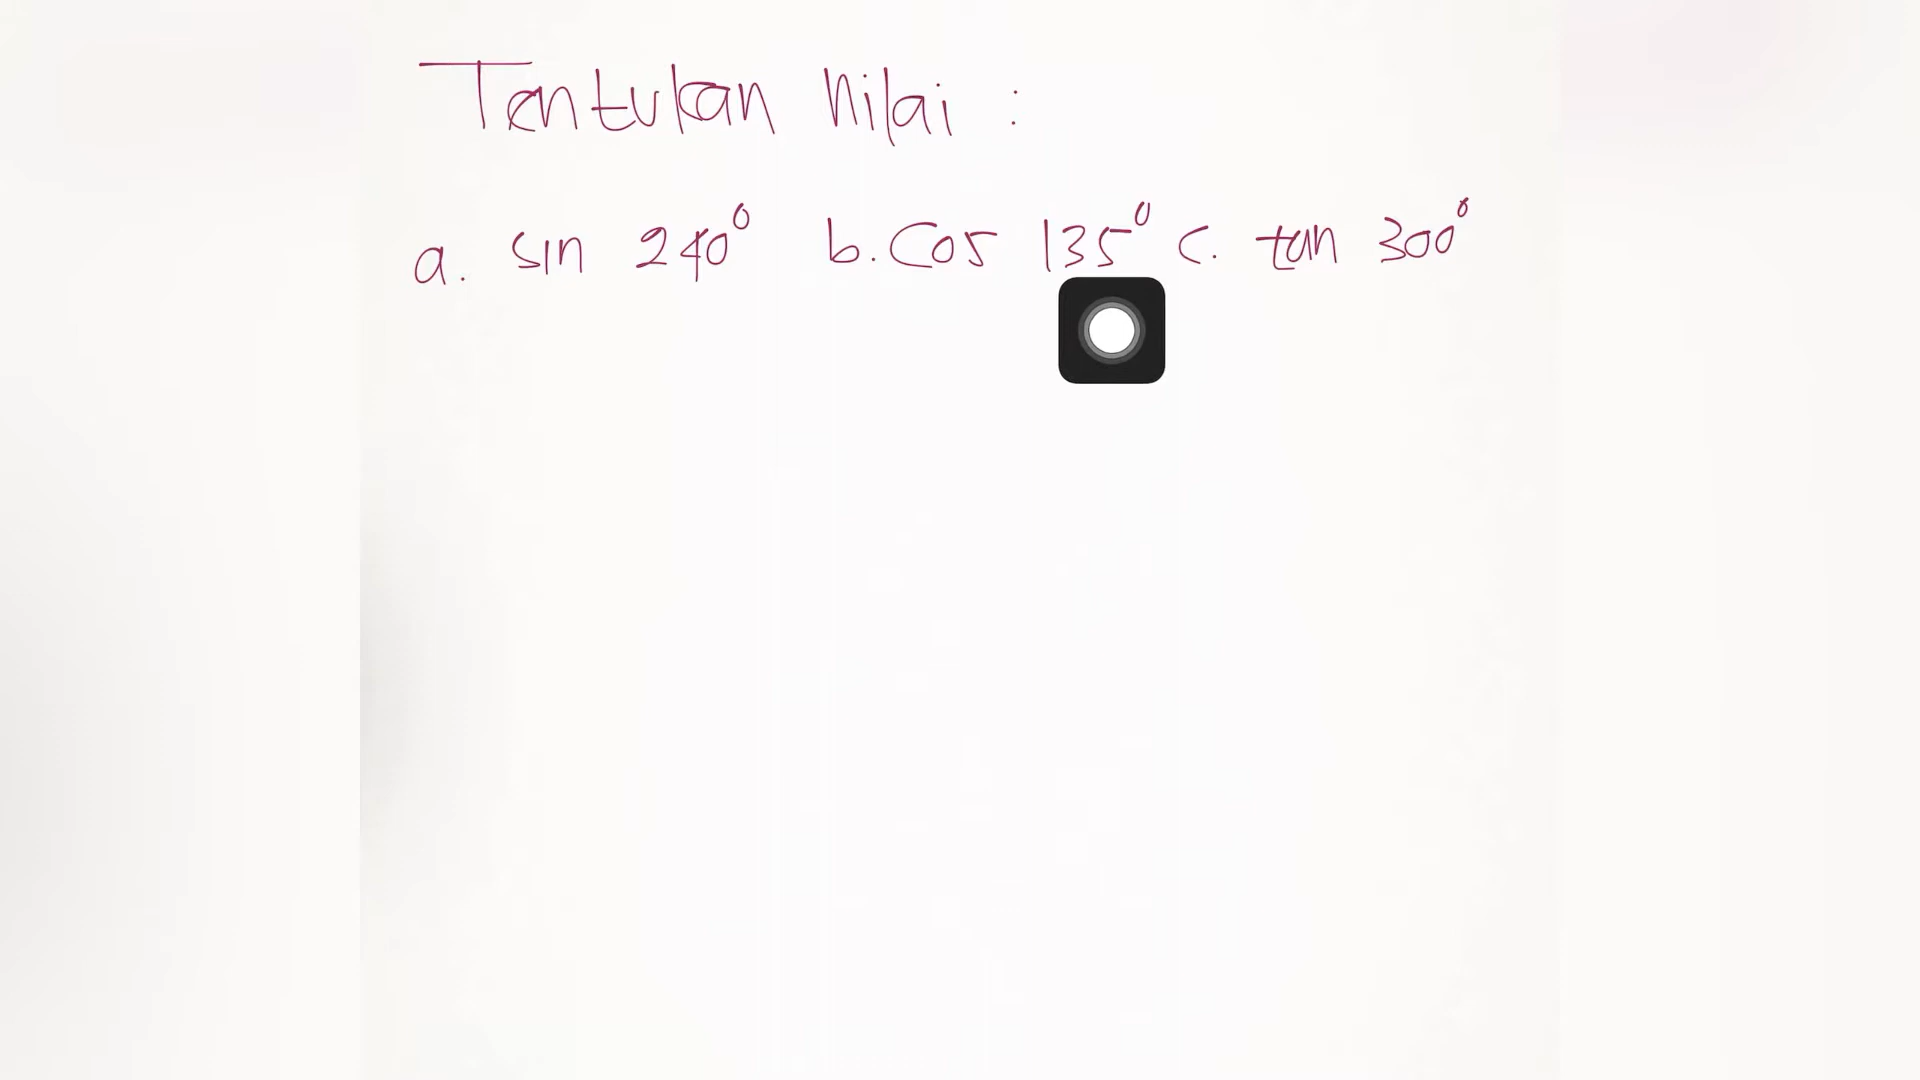 Tentukan nilai :
a. sin 240° b. Cos 135° c. tan 300°